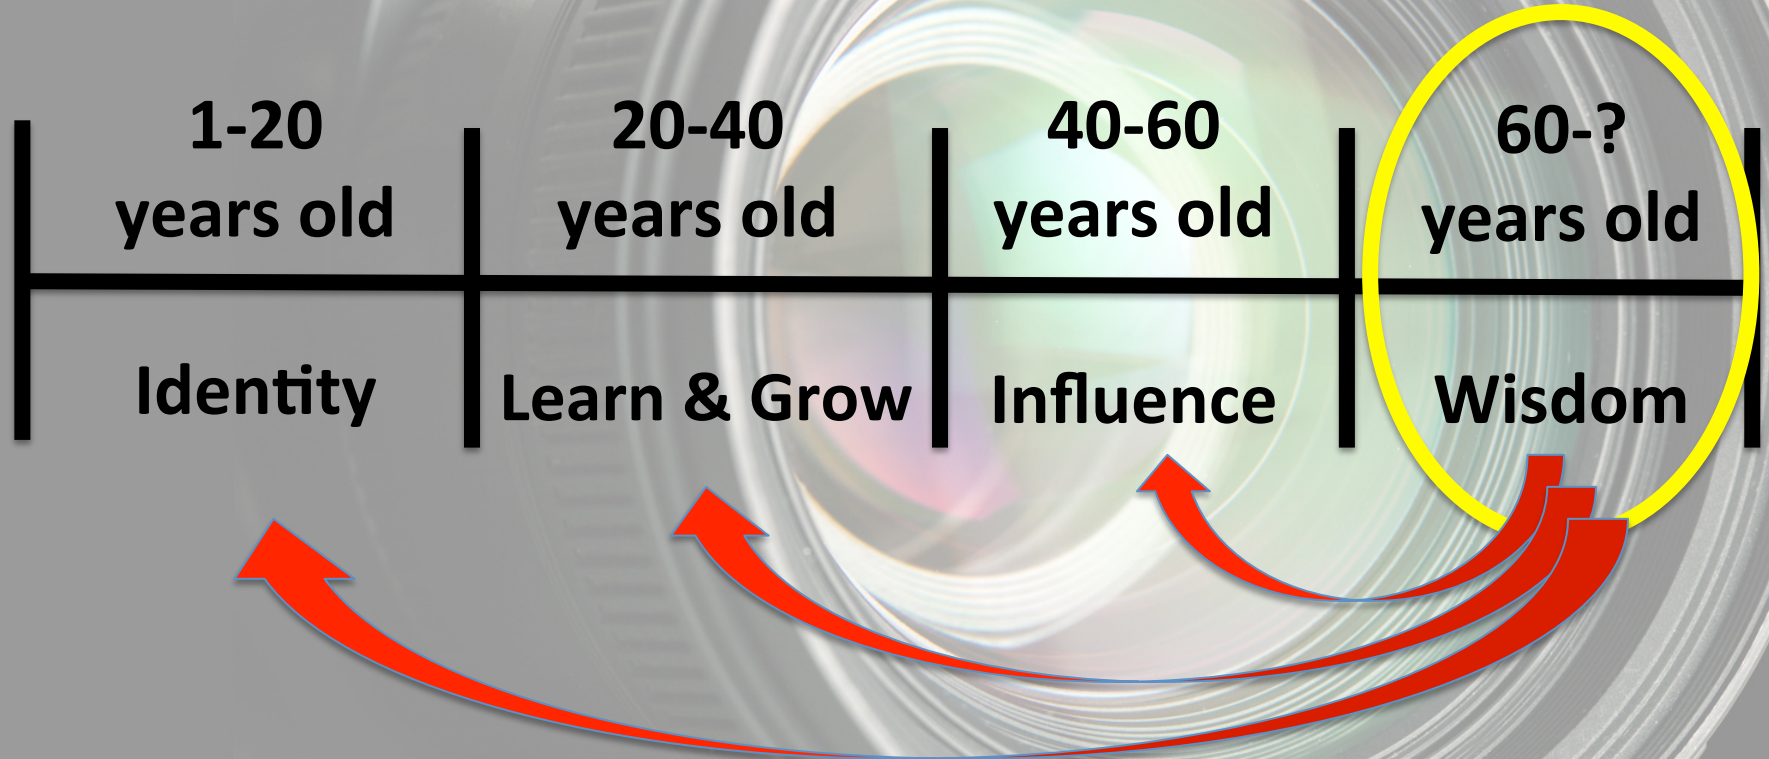 1-20
years old
20-40
years old
40-60
years old
60-?
years old
Identity
Learn & Grow
Influence
Wisdom